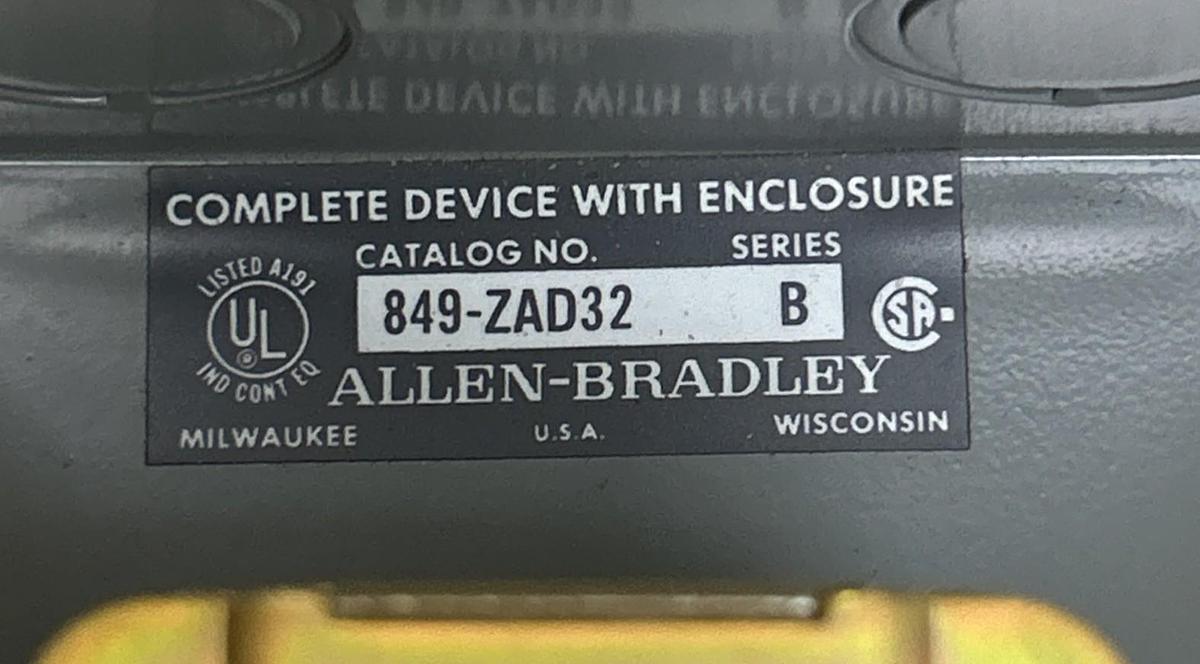 COMPLETE DEVICE WITH ENCLOSURE
CATALOG NO. SERIES
849-ZAD32 B
LISTED A191
UL
®
IND CONT EQ
SA
ALLEN-BRADLEY
MILWAUKEE U.S.A. WISCONSIN